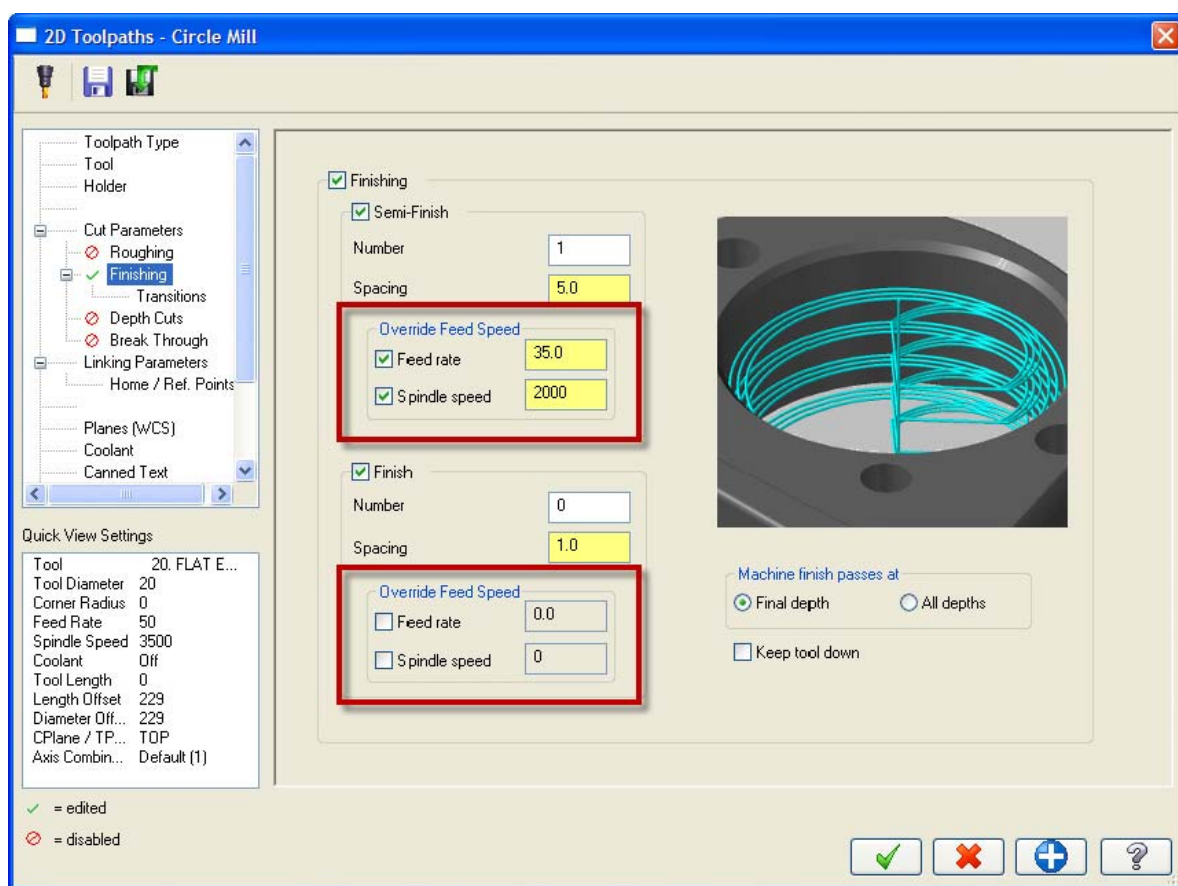 2D Toolpaths - Circle Mill
Toolpath Type
Tool
Holder
Cut Parameters
Roughing
Finishing
Transitions
Depth Cuts
Break Through
Linking Parameters
Home / Ref. Points
Planes (WCS)
Coolant
Canned Text
Quick View Settings
Tool 20. FLAT E...
Tool Diameter 20
Corner Radius 0
Feed Rate 50
Spindle Speed 3500
Coolant Off
Tool Length 0
Length Offset 229
Diameter Off... 229
CPlane / TP... TOP
Axis Combin... Default (1)
= edited
= disabled
Finishing
Semi-Finish
Number 1
Spacing 5.0
Override Feed Speed
Feed rate 35.0
Spindle speed 2000
Finish
Number 0
Spacing 1.0
Override Feed Speed
Feed rate 0.0
Spindle speed 0
Machine finish passes at
Final depth All depths
Keep tool down